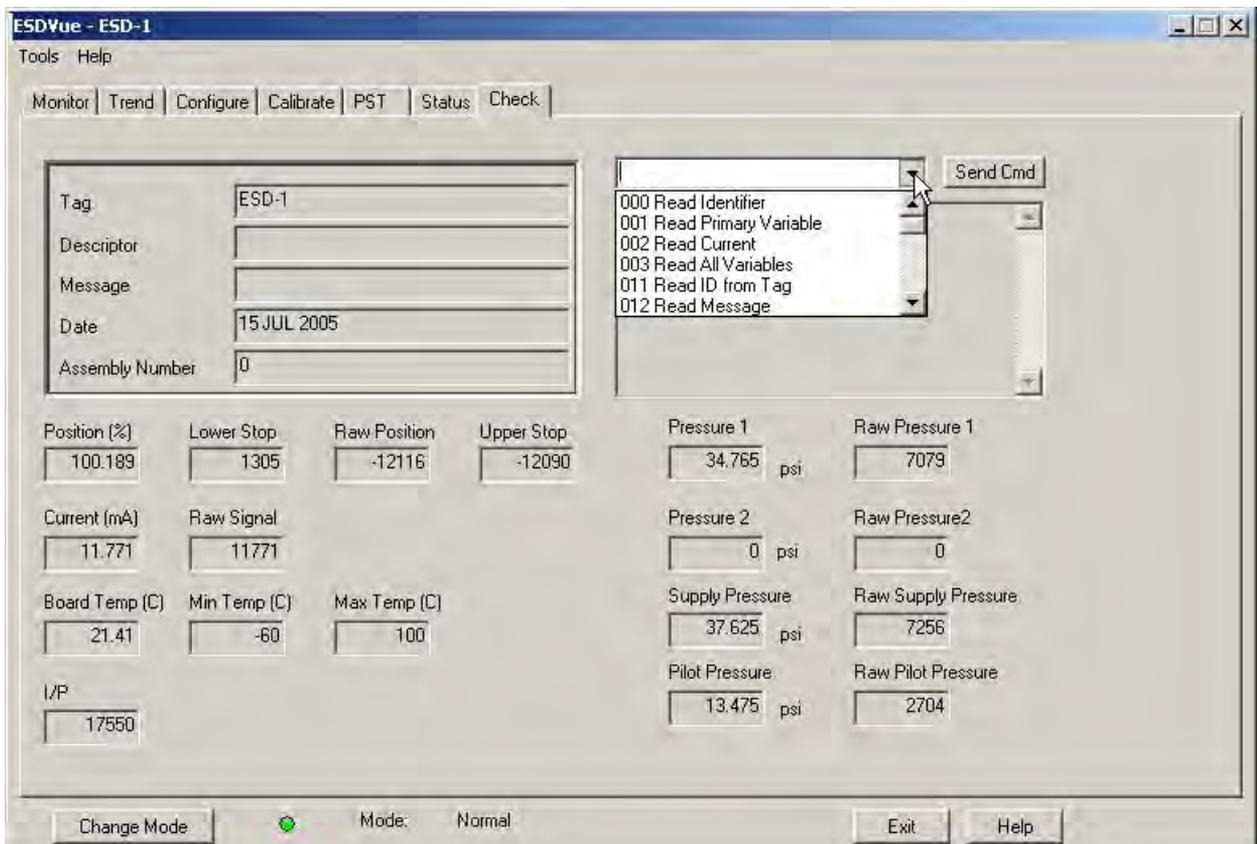 ESDVue - ESD-1
Tools Help
Monitor Trend Configure Calibrate PST Status Check
Send Cmd
000 Read Identifier
001 Read Primary Variable
002 Read Current
003 Read All Variables
011 Read ID from Tag
012 Read Message
Tag ESD-1
Descriptor
Message
Date 15 JUL 2005
Assembly Number 0
Position (%) Lower Stop Raw Position Upper Stop
100.189 1305 -12116 -12090
Current (mA) Raw Signal
11.771 11771
Board Temp (C) Min Temp (C) Max Temp (C)
21.41 -60 100
I/P
17550
Pressure 1 Raw Pressure 1
34.765 psi 7079
Pressure 2 Raw Pressure2
0 psi 0
Supply Pressure Raw Supply Pressure
37.625 psi 7256
Pilot Pressure Raw Pilot Pressure
13.475 psi 2704
Change Mode Mode: Normal Exit Help